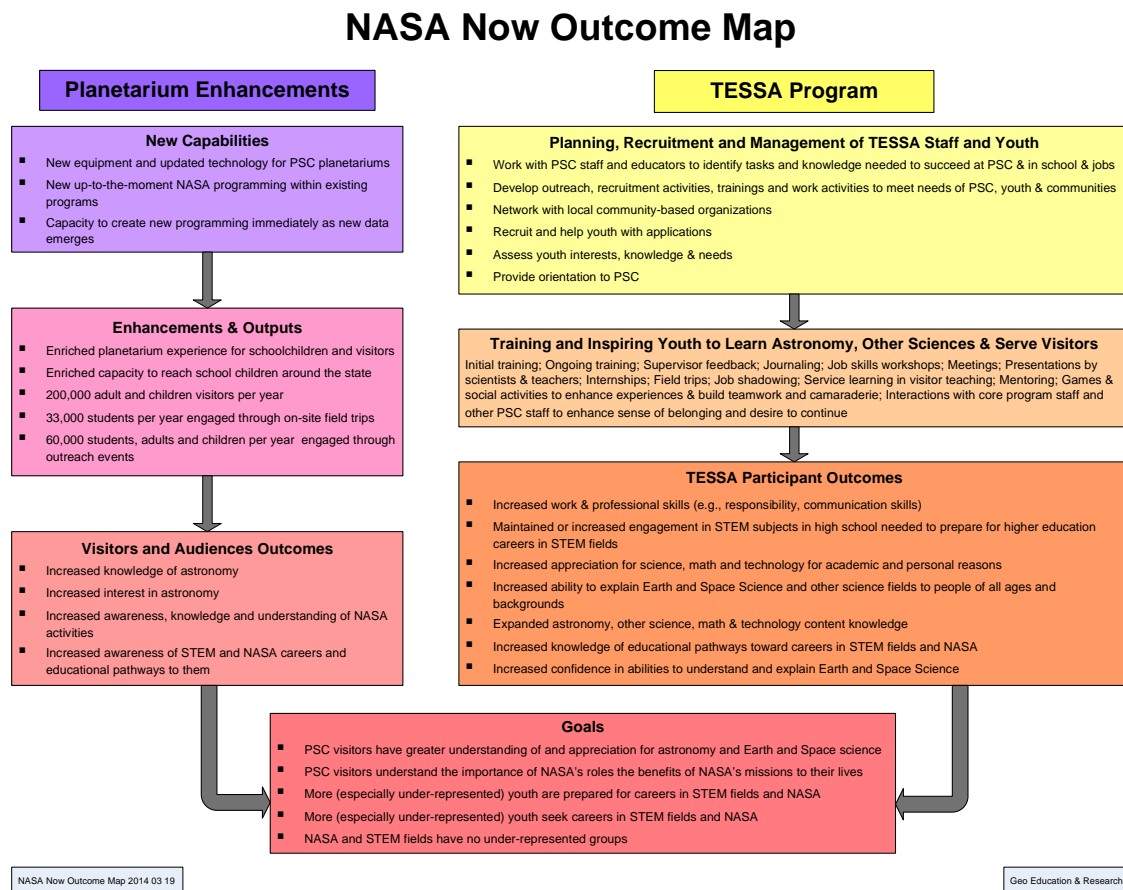 NASA Now Outcome Map
Planetarium Enhancements
New Capabilities
▪ New equipment and updated technology for PSC planetariums
▪ New up-to-the-moment NASA programming within existing
programs
▪ Capacity to create new programming immediately as new data
emerges
Enhancements & Outputs
▪ Enriched planetarium experience for schoolchildren and visitors
▪ Enriched capacity to reach school children around the state
▪ 200,000 adult and children visitors per year
▪ 33,000 students per year engaged through on-site field trips
▪ 60,000 students, adults and children per year engaged through
outreach events
Visitors and Audiences Outcomes
▪ Increased knowledge of astronomy
▪ Increased interest in astronomy
▪ Increased awareness, knowledge and understanding of NASA
activities
▪ Increased awareness of STEM and NASA careers and
educational pathways to them
TESSA Program
Planning, Recruitment and Management of TESSA Staff and Youth
▪ Work with PSC staff and educators to identify tasks and knowledge needed to succeed at PSC & in school & jobs
▪ Develop outreach, recruitment activities, trainings and work activities to meet needs of PSC, youth & communities
▪ Network with local community-based organizations
▪ Recruit and help youth with applications
▪ Assess youth interests, knowledge & needs
▪ Provide orientation to PSC
Training and Inspiring Youth to Learn Astronomy, Other Sciences & Serve Visitors
Initial training; Ongoing training; Supervisor feedback; Journaling; Job skills workshops; Meetings; Presentations by
scientists & teachers; Internships; Field trips; Job shadowing; Service learning in visitor teaching; Mentoring; Games &
social activities to enhance experiences & build teamwork and camaraderie; Interactions with core program staff and
other PSC staff to enhance sense of belonging and desire to continue
TESSA Participant Outcomes
▪ Increased work & professional skills (e.g., responsibility, communication skills)
▪ Maintained or increased engagement in STEM subjects in high school needed to prepare for higher education
careers in STEM fields
▪ Increased appreciation for science, math and technology for academic and personal reasons
▪ Increased ability to explain Earth and Space Science and other science fields to people of all ages and
backgrounds
▪ Expanded astronomy, other science, math & technology content knowledge
▪ Increased knowledge of educational pathways toward careers in STEM fields and NASA
▪ Increased confidence in abilities to understand and explain Earth and Space Science
Goals
▪ PSC visitors have greater understanding of and appreciation for astronomy and Earth and Space science
▪ PSC visitors understand the importance of NASA's roles the benefits of NASA's missions to their lives
▪ More (especially under-represented) youth are prepared for careers in STEM fields and NASA
▪ More (especially under-represented) youth seek careers in STEM fields and NASA
▪ NASA and STEM fields have no under-represented groups
NASA Now Outcome Map 2014 03 19
Geo Education & Research